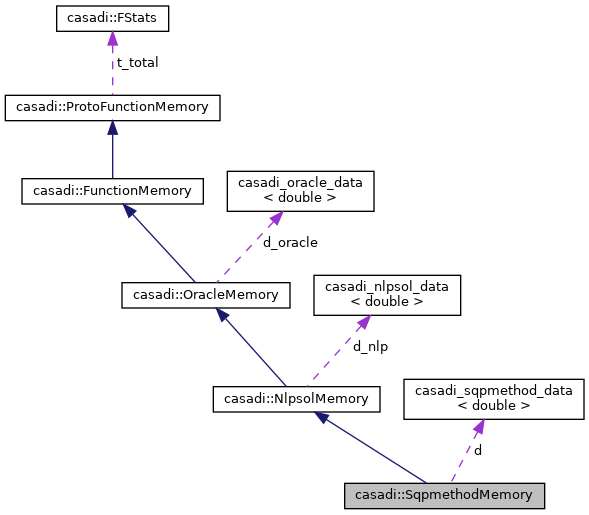 casadi::FStats
t_total
casadi::ProtoFunctionMemory
casadi::FunctionMemory
casadi_oracle_data
< double >
d_oracle
casadi::OracleMemory
casadi_nlpsol_data
< double >
d_nlp
casadi::NlpsolMemory
casadi_sqpmethod_data
< double >
d
casadi::SqpmethodMemory